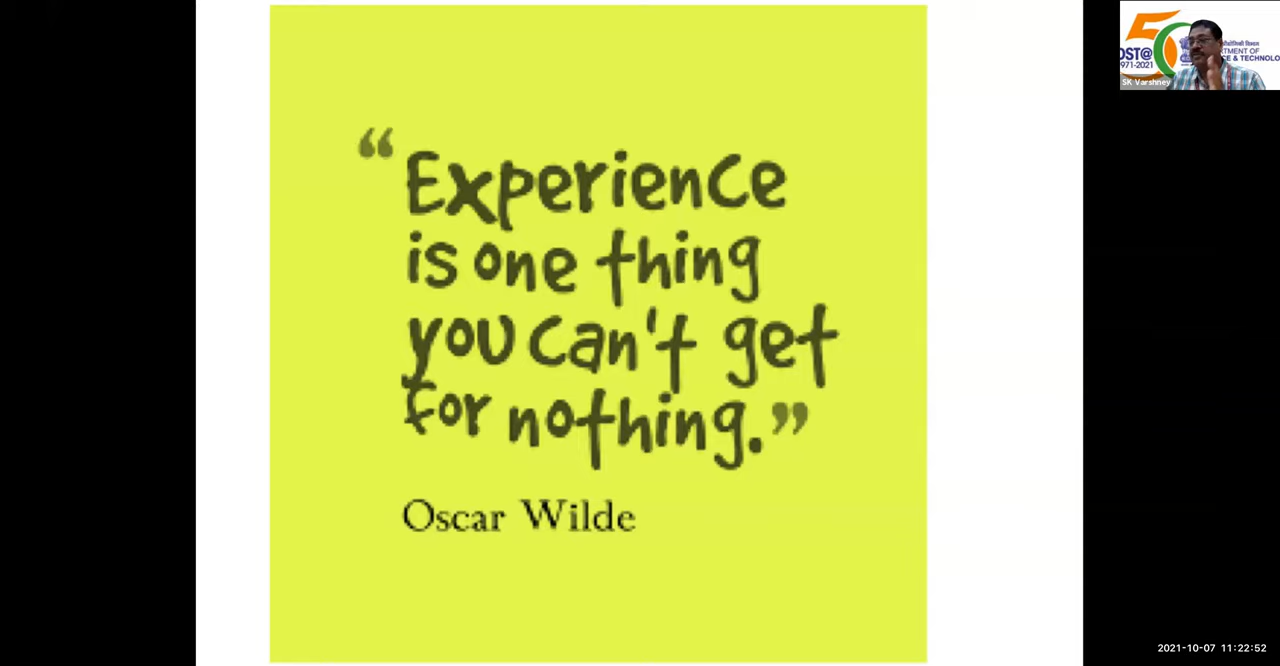 “Experience
is one thing
you can't get
for nothing.”
Oscar Wilde
50
DST@
1971-2021
SK Varshney
2021-10-07 11:22:52